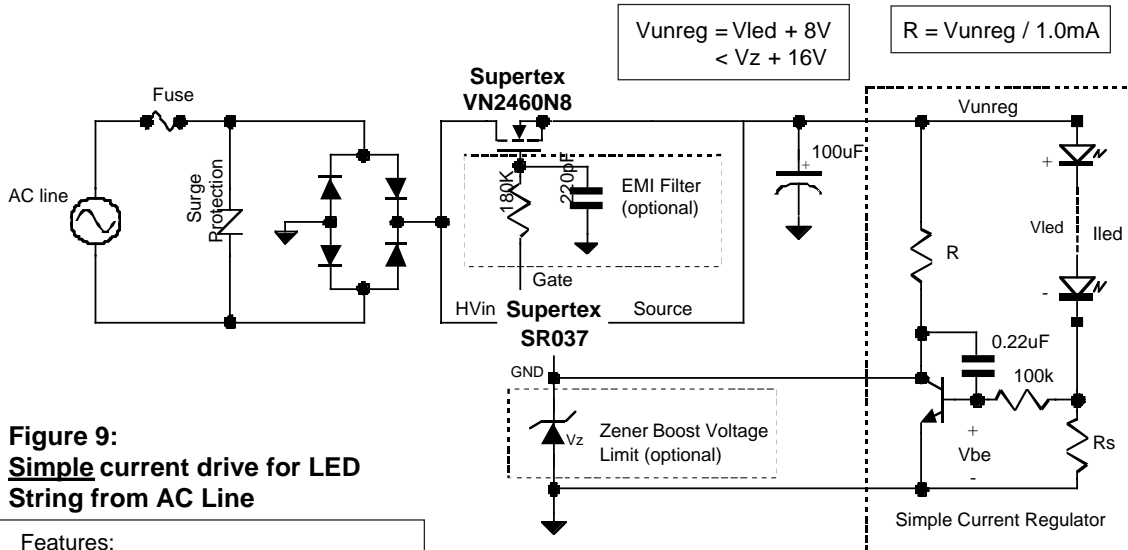 Vunreg = Vled + 8V
< Vz + 16V
R = Vunreg / 1.0mA
Supertex
VN2460N8
Fuse
Vunreg
100uF
+
+
AC line
Surge
Protection
180K
220pF
EMI Filter
(optional)
Vled
Iled
R
Gate
-
HVin
Supertex
Source
SR037
0.22uF
GND
100k
Vz
Zener Boost Voltage
Limit (optional)
+
Vbe
-
Rs
Figure 9:
Simple current drive for LED
String from AC Line
Simple Current Regulator
Features: